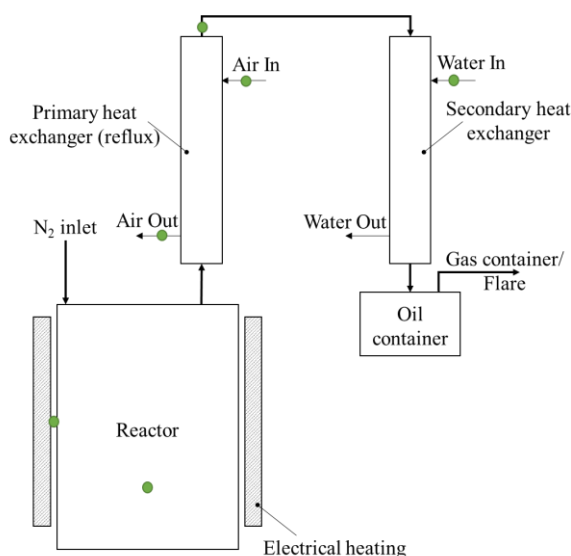 Air In
Water In
Primary heat
exchanger (reflux)
Secondary heat
exchanger
Air Out
Water Out
N₂ inlet
Gas container/
Flare
Oil
container
Reactor
Electrical heating